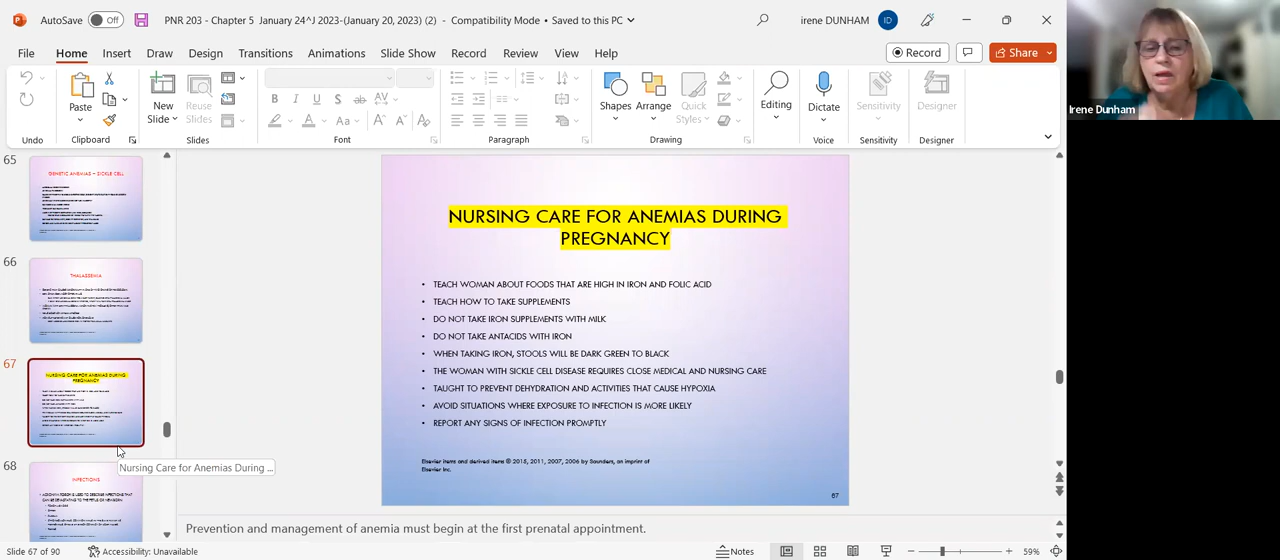 AutoSave Off PNR 203 - Chapter 5 January 24^J 2023-(January 20, 2023) (2) - Compatibility Mode • Saved to this PC irene DUNHAM ID
File Home Insert Draw Design Transitions Animations Slide Show Review View Help Record Share
Paste New Slide Reuse Slides B I U S ab AV Aa A Shapes Arrange Quick Styles Editing Dictate Sensitivity Designer
Undo Clipboard Slides Font Paragraph Drawing Voice Sensitivity Designer
Irene Dunham
65
GENETIC ANEMIAS – SICKLE CELL
66
THALASSEMIA
67
NURSING CARE FOR ANEMIAS DURING
PREGNANCY
Nursing Care for Anemias During ...
68
INFECTIONS
NURSING CARE FOR ANEMIAS DURING
PREGNANCY
• TEACH WOMAN ABOUT FOODS THAT ARE HIGH IN IRON AND FOLIC ACID
• TEACH HOW TO TAKE SUPPLEMENTS
• DO NOT TAKE IRON SUPPLEMENTS WITH MILK
• DO NOT TAKE ANTACIDS WITH IRON
• WHEN TAKING IRON, STOOLS WILL BE DARK GREEN TO BLACK
• THE WOMAN WITH SICKLE CELL DISEASE REQUIRES CLOSE MEDICAL AND NURSING CARE
• TAUGHT TO PREVENT DEHYDRATION AND ACTIVITIES THAT CAUSE HYPOXIA
• AVOID SITUATIONS WHERE EXPOSURE TO INFECTION IS MORE LIKELY
• REPORT ANY SIGNS OF INFECTION PROMPTLY
Elsevier items and derived items © 2015, 2011, 2007, 2006 by Saunders, an imprint of
Elsevier Inc.
67
Prevention and management of anemia must begin at the first prenatal appointment.
Slide 67 of 90 Accessibility: Unavailable Notes 59%